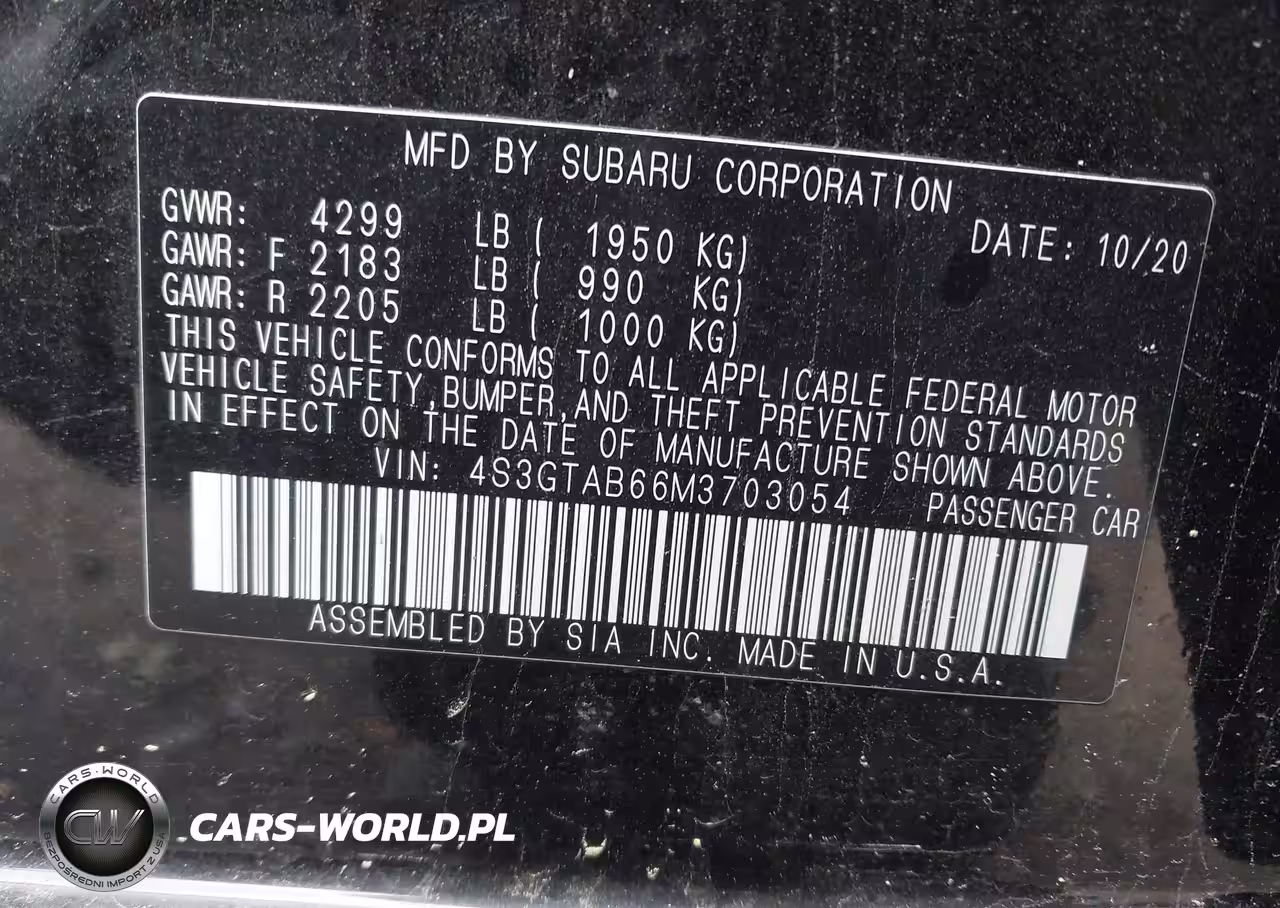 MFD BY SUBARU CORPORATION
GVWR: 4299 LB ( 1950 KG) DATE: 10/20
GAWR: F 2183 LB ( 990 KG)
GAWR: R 2205 LB ( 1000 KG)
THIS VEHICLE CONFORMS TO ALL APPLICABLE FEDERAL MOTOR
VEHICLE SAFETY,BUMPER,AND THEFT PREVENTION STANDARDS
IN EFFECT ON THE DATE OF MANUFACTURE SHOWN ABOVE.
VIN: 4S3GTAB66M3703054 PASSENGER CAR
ASSEMBLED BY SIA INC. MADE IN U.S.A.
CARS-WORLD
CW
BEZPOŚREDNI IMPORT Z USA
CARS-WORLD.PL